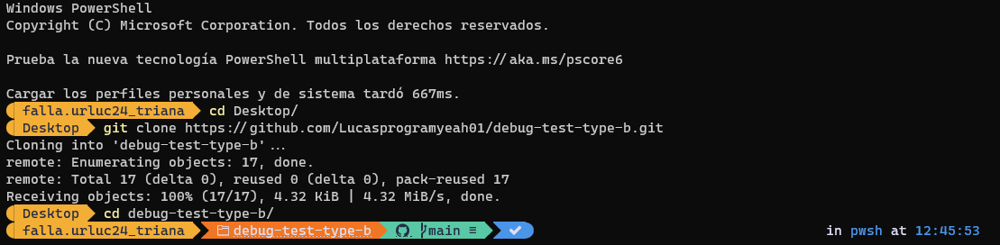 Windows PowerShell
Copyright (C) Microsoft Corporation. Todos los derechos reservados.
Prueba la nueva tecnología PowerShell multiplataforma https://aka.ms/pscore6
Cargar los perfiles personales y de sistema tardó 667ms.
falla.urluc24_triana cd Desktop/
Desktop git clone https://github.com/Lucasprogramyeah01/debug-test-type-b.git
Cloning into 'debug-test-type-b'...
remote: Enumerating objects: 17, done.
remote: Total 17 (delta 0), reused 0 (delta 0), pack-reused 17
Receiving objects: 100% (17/17), 4.32 KiB | 4.32 MiB/s, done.
Desktop cd debug-test-type-b/
falla.urluc24_triana debug-test-type-b main ≡ ✔ in pwsh at 12:45:53